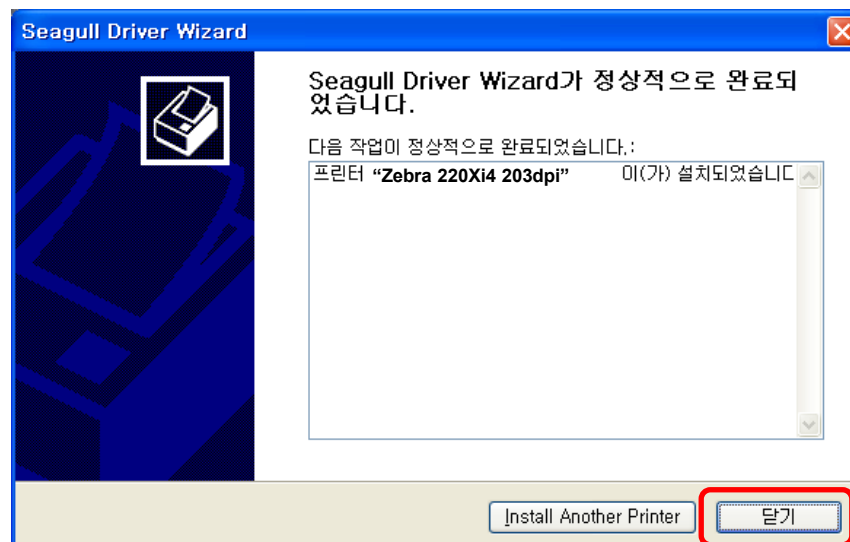 Seagull Driver Wizard
Seagull Driver Wizard가 정상적으로 완료되
었습니다.
다음 작업이 정상적으로 완료되었습니다.:
프린터 “Zebra 220Xi4 203dpi” 이(가) 설치되었습니다
Install Another Printer
닫기